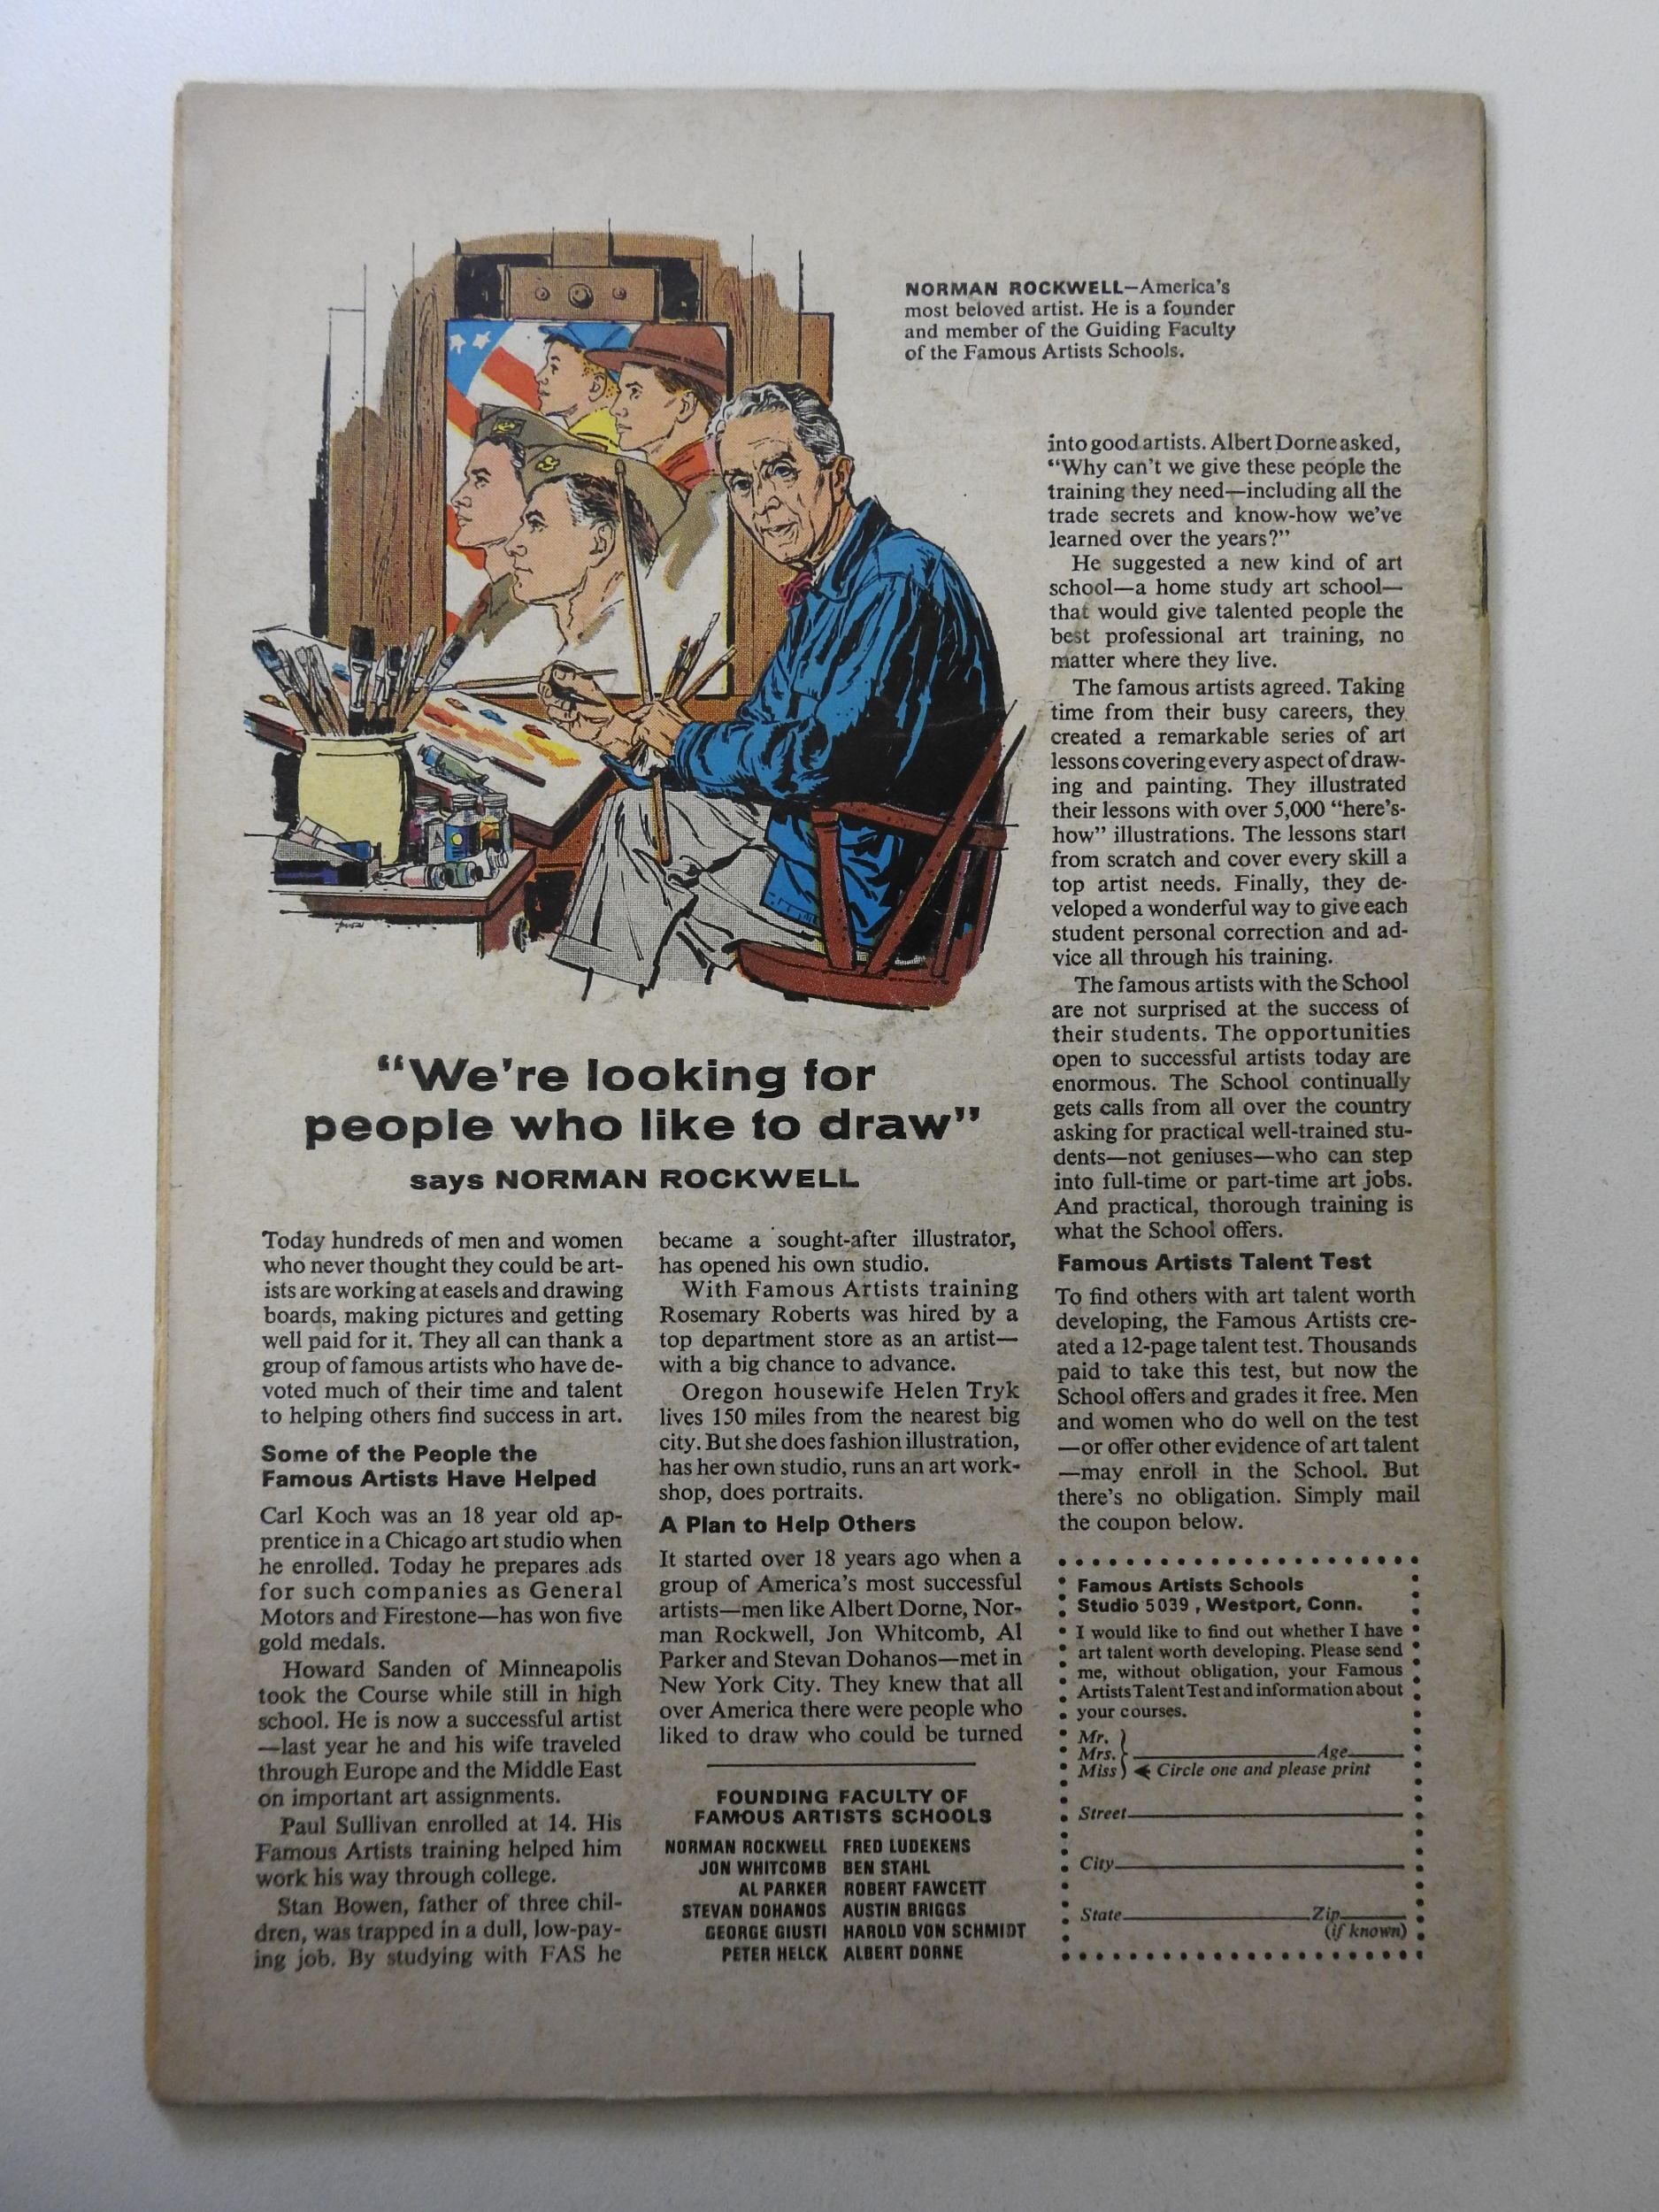 NORMAN ROCKWELL—America's
most beloved artist. He is a founder
and member of the Guiding Faculty
of the Famous Artists Schools.
"We're looking for
people who like to draw"
says NORMAN ROCKWELL
Today hundreds of men and women
who never thought they could be art-
ists are working at easels and drawing
boards, making pictures and getting
well paid for it. They all can thank a
group of famous artists who have de-
voted much of their time and talent
to helping others find success in art.
Some of the People the
Famous Artists Have Helped
Carl Koch was an 18 year old ap-
prentice in a Chicago art studio when
he enrolled. Today he prepares ads
for such companies as General
Motors and Firestone—has won five
gold medals.
Howard Sanden of Minneapolis
took the Course while still in high
school. He is now a successful artist
—last year he and his wife traveled
through Europe and the Middle East
on important art assignments.
Paul Sullivan enrolled at 14. His
Famous Artists training helped him
work his way through college.
Stan Bowen, father of three chil-
dren, was trapped in a dull, low-pay-
ing job. By studying with FAS he
became a sought-after illustrator,
has opened his own studio.
With Famous Artists training
Rosemary Roberts was hired by a
top department store as an artist—
with a big chance to advance.
Oregon housewife Helen Tryk
lives 150 miles from the nearest big
city. But she does fashion illustration,
has her own studio, runs an art work-
shop, does portraits.
A Plan to Help Others
It started over 18 years ago when a
group of America's most successful
artists—men like Albert Dorne, Nor-
man Rockwell, Jon Whitcomb, Al
Parker and Stevan Dohanos—met in
New York City. They knew that all
over America there were people who
liked to draw who could be turned
FOUNDING FACULTY OF
FAMOUS ARTISTS SCHOOLS
NORMAN ROCKWELL FRED LUDEKENS
JON WHITCOMB BEN STAHL
AL PARKER ROBERT FAWCETT
STEVAN DOHANOS AUSTIN BRIGGS
GEORGE GIUSTI HAROLD VON SCHMIDT
PETER HELCK ALBERT DORNE
into good artists. Albert Dorne asked,
"Why can't we give these people the
training they need—including all the
trade secrets and know-how we've
learned over the years?"
He suggested a new kind of art
school—a home study art school—
that would give talented people the
best professional art training, no
matter where they live.
The famous artists agreed. Taking
time from their busy careers, they
created a remarkable series of art
lessons covering every aspect of draw-
ing and painting. They illustrated
their lessons with over 5,000 "here's-
how" illustrations. The lessons start
from scratch and cover every skill a
top artist needs. Finally, they de-
veloped a wonderful way to give each
student personal correction and ad-
vice all through his training.
The famous artists with the School
are not surprised at the success of
their students. The opportunities
open to successful artists today are
enormous. The School continually
gets calls from all over the country
asking for practical well-trained stu-
dents—not geniuses—who can step
into full-time or part-time art jobs.
And practical, thorough training is
what the School offers.
Famous Artists Talent Test
To find others with art talent worth
developing, the Famous Artists cre-
ated a 12-page talent test. Thousands
paid to take this test, but now the
School offers and grades it free. Men
and women who do well on the test
—or offer other evidence of art talent
—may enroll in the School. But
there's no obligation. Simply mail
the coupon below.
Famous Artists Schools
Studio 5039, Westport, Conn.
I would like to find out whether I have
art talent worth developing. Please send
me, without obligation, your Famous
Artists Talent Test and information about
your courses.
Mr.
Mrs. Age
Miss Circle one and please print
Street
City
State Zip
(if known)